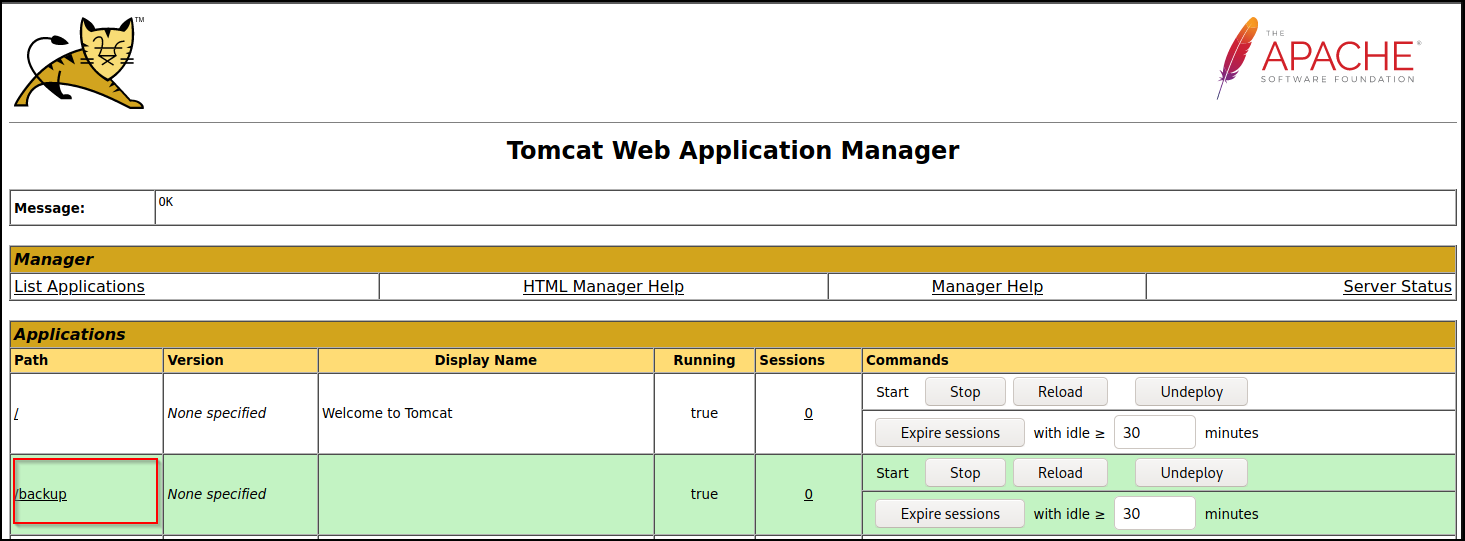 TM
THE
APACHE®
SOFTWARE FOUNDATION
Tomcat Web Application Manager
Message: OK
Manager
List Applications HTML Manager Help Manager Help Server Status
Applications
Path Version Display Name Running Sessions Commands
Start Stop Reload Undeploy
/ None specified Welcome to Tomcat true 0
Expire sessions with idle ≥ 30 minutes
Start Stop Reload Undeploy
/backup None specified true 0
Expire sessions with idle ≥ 30 minutes